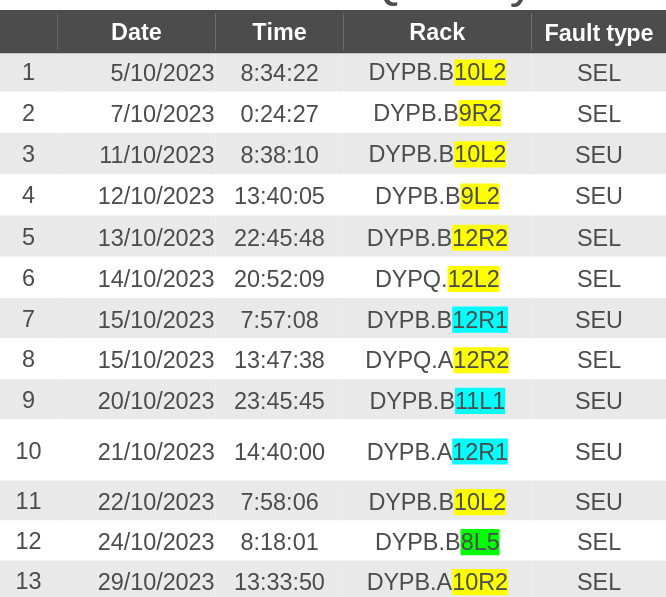 Date Time Rack Fault type
1 5/10/2023 8:34:22 DYPB.B10L2 SEL
2 7/10/2023 0:24:27 DYPB.B9R2 SEL
3 11/10/2023 8:38:10 DYPB.B10L2 SEU
4 12/10/2023 13:40:05 DYPB.B9L2 SEU
5 13/10/2023 22:45:48 DYPB.B12R2 SEL
6 14/10/2023 20:52:09 DYPQ.12L2 SEL
7 15/10/2023 7:57:08 DYPB.B12R1 SEU
8 15/10/2023 13:47:38 DYPQ.A12R2 SEL
9 20/10/2023 23:45:45 DYPB.B11L1 SEU
10 21/10/2023 14:40:00 DYPB.A12R1 SEU
11 22/10/2023 7:58:06 DYPB.B10L2 SEU
12 24/10/2023 8:18:01 DYPB.B8L5 SEL
13 29/10/2023 13:33:50 DYPB.A10R2 SEL